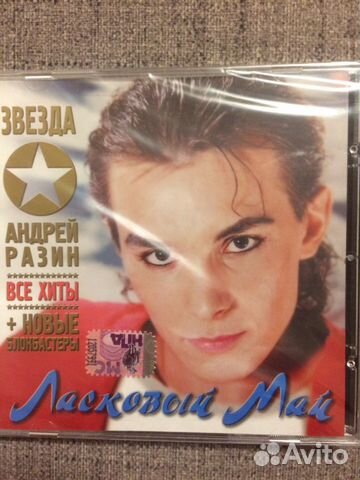 ЗВЕЗДА
АНДРЕЙ
РАЗИН
ВСЕ ХИТЫ
+ НОВЫЕ
БЛОКБАСТЕРЫ
Ласковый Май
Avito